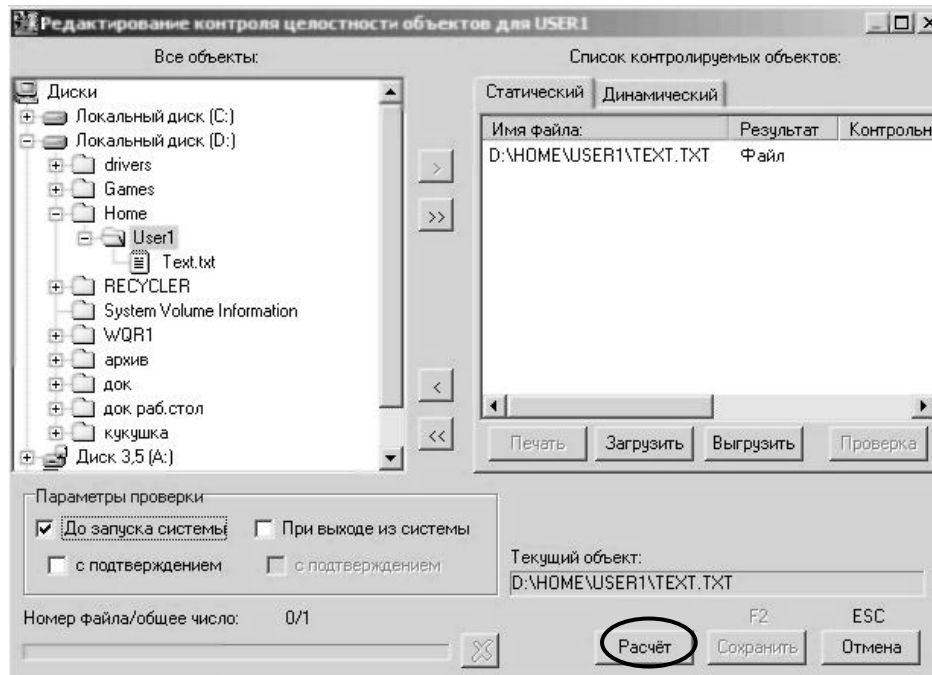 Редактирование контроля целостности объектов для USER1
Все объекты:
Диски
Локальный диск (C:)
Локальный диск (D:)
drivers
Games
Home
User1
Text.txt
RECYCLER
System Volume Information
WQR1
архив
док
док раб.стол
кукушка
Диск 3,5 (A:)
>
>>
<
<<
Список контролируемых объектов:
Статический Динамический
Имя файла: Результат Контрольн
D:\HOME\USER1\TEXT.TXT Файл
Печать Загрузить Выгрузить Проверка
Параметры проверки
До запуска системы При выходе из системы
с подтверждением с подтверждением
Текущий объект:
D:\HOME\USER1\TEXT.TXT
Номер файла/общее число: 0/1
F2 ESC
Расчёт Сохранить Отмена